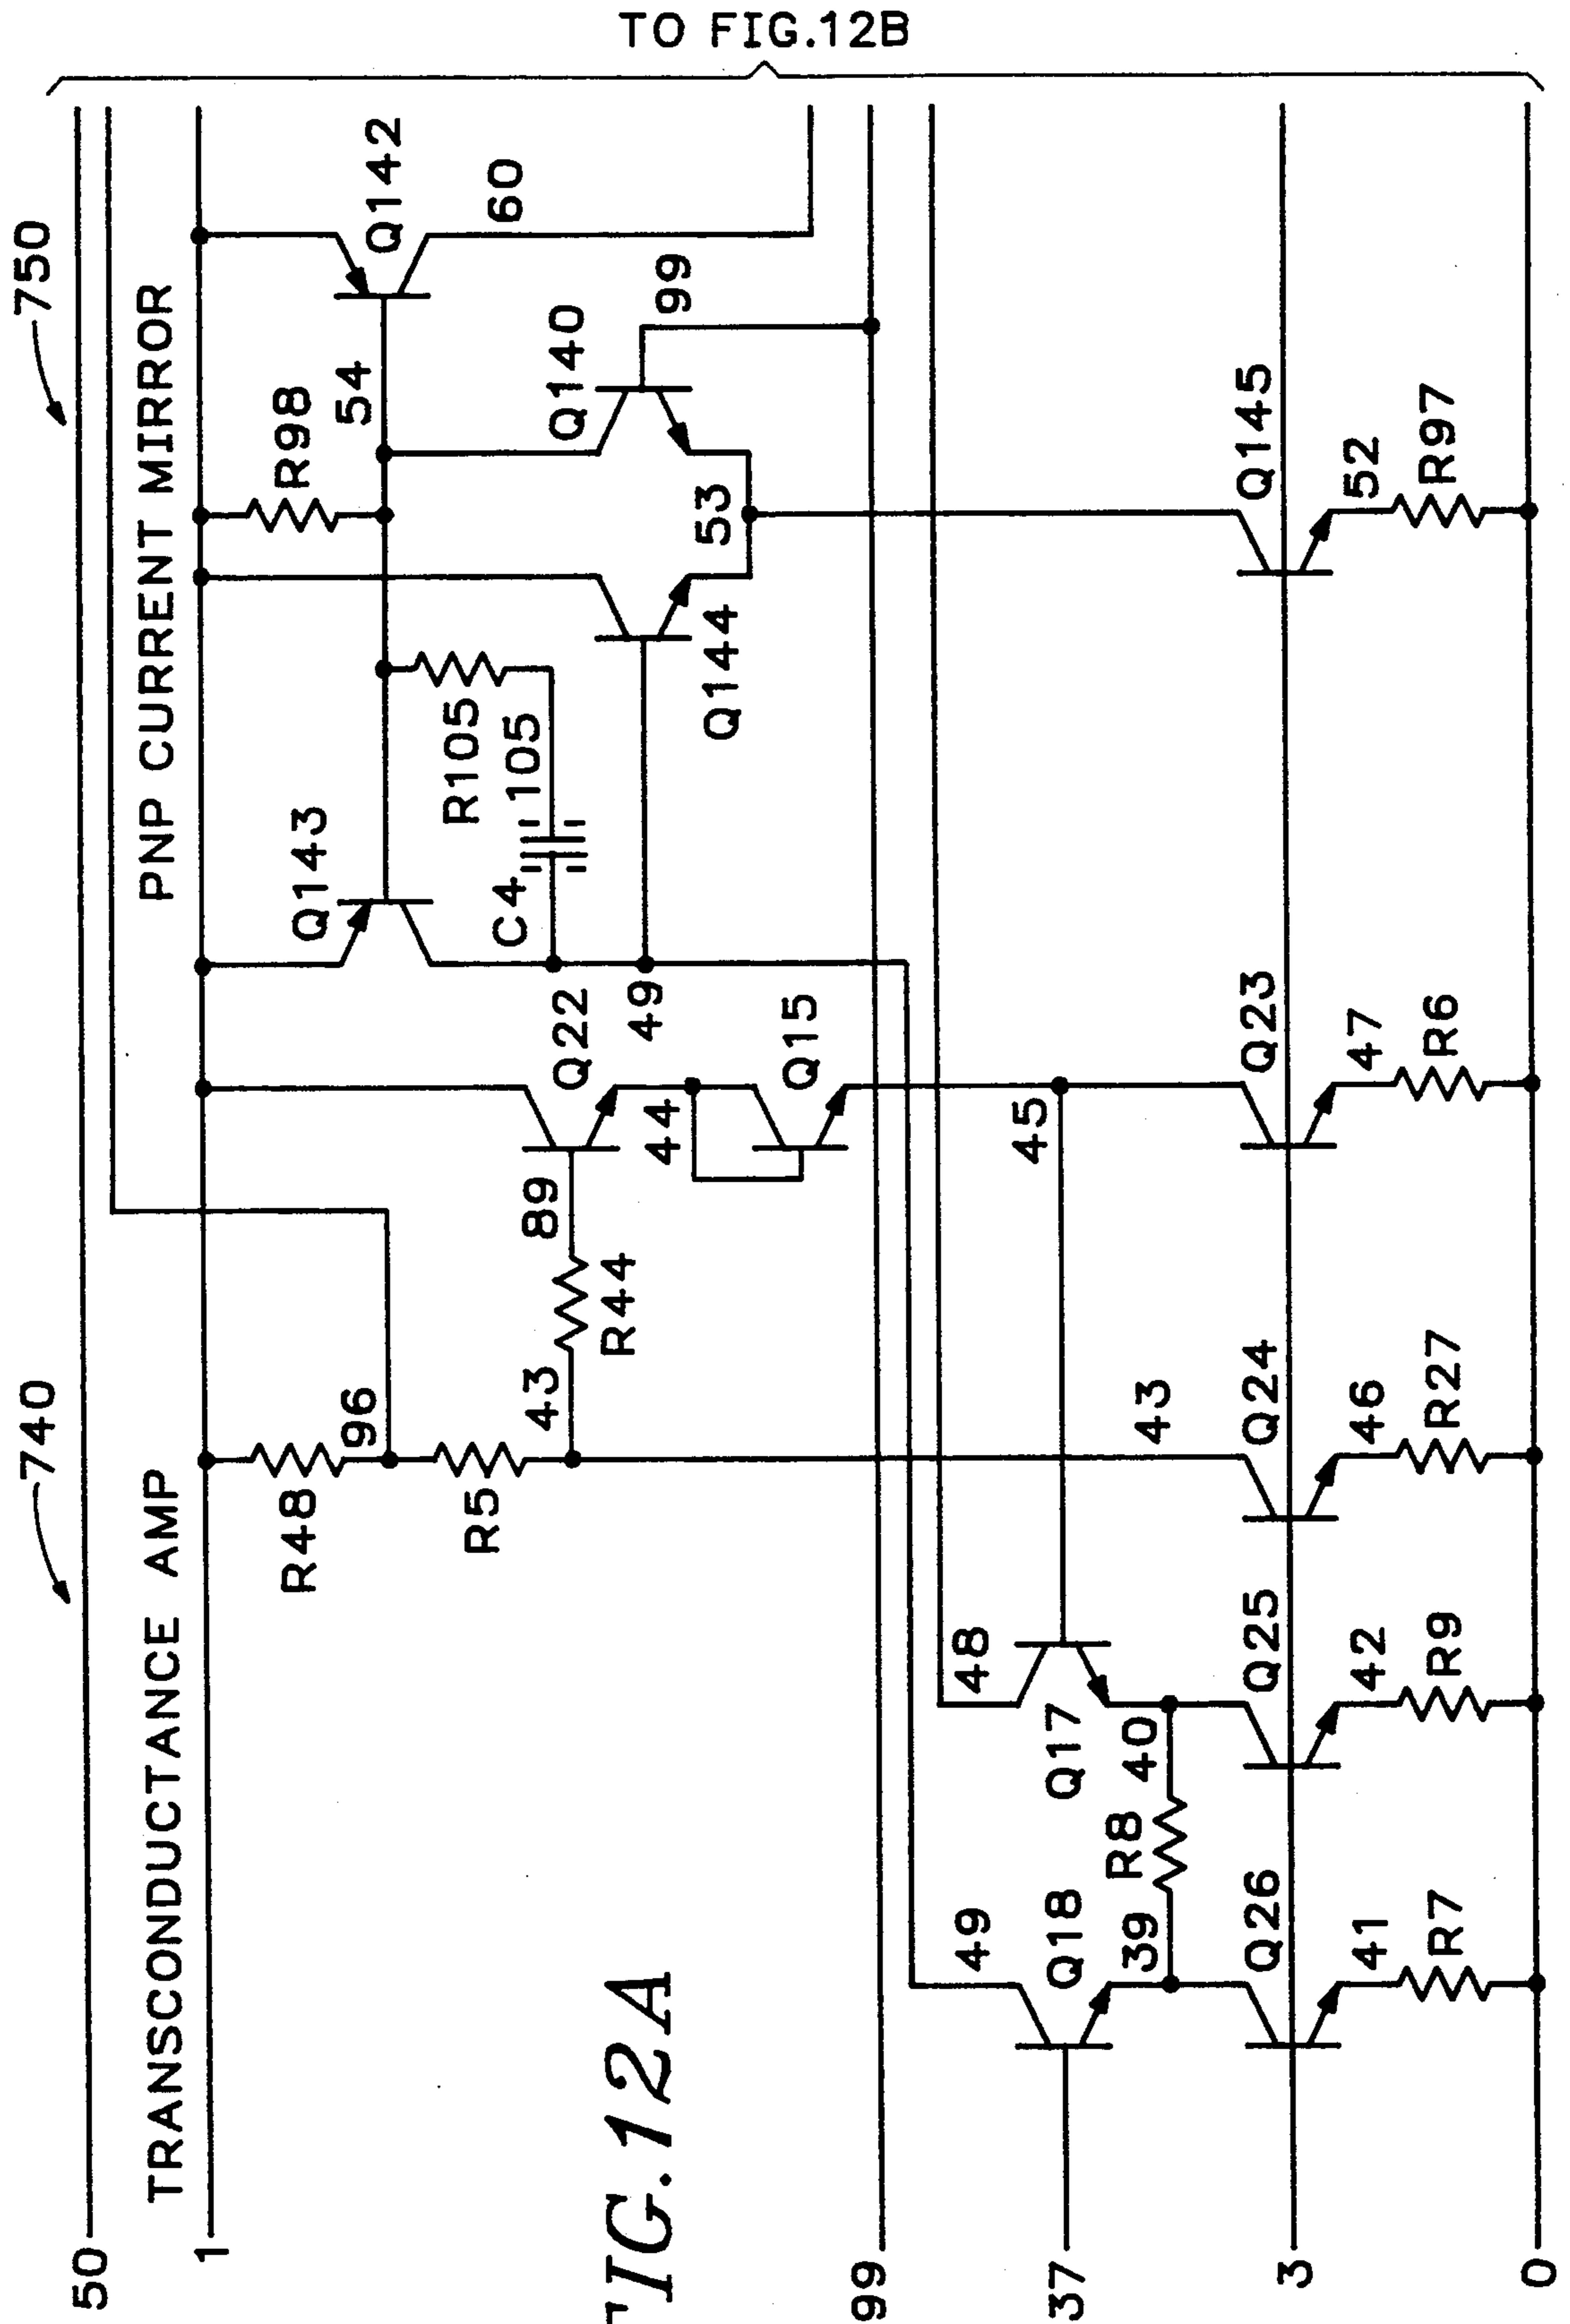 TO FIG.12B
740
750
TRANSCONDUCTANCE AMP
PNP CURRENT MIRROR
50
1
99
37
3
0
R48
96
R5
43
R44
89
Q22
44
Q15
45
43
Q143
C4
105
R105
49
R98
54
Q144
53
Q140
99
Q142
60
49
Q18
39
R8
40
Q17
48
Q26
41
R7
Q25
42
R9
Q24
46
R27
Q23
47
R6
Q145
52
R97
FIG.12A